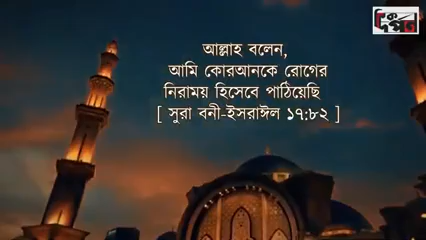 আল্লাহ বলেন,
আমি কোরআনকে রোগের
নিরাময় হিসেবে পাঠিয়েছি
[ সুরা বনী-ইসরাঈল ১৭:৮২ ]